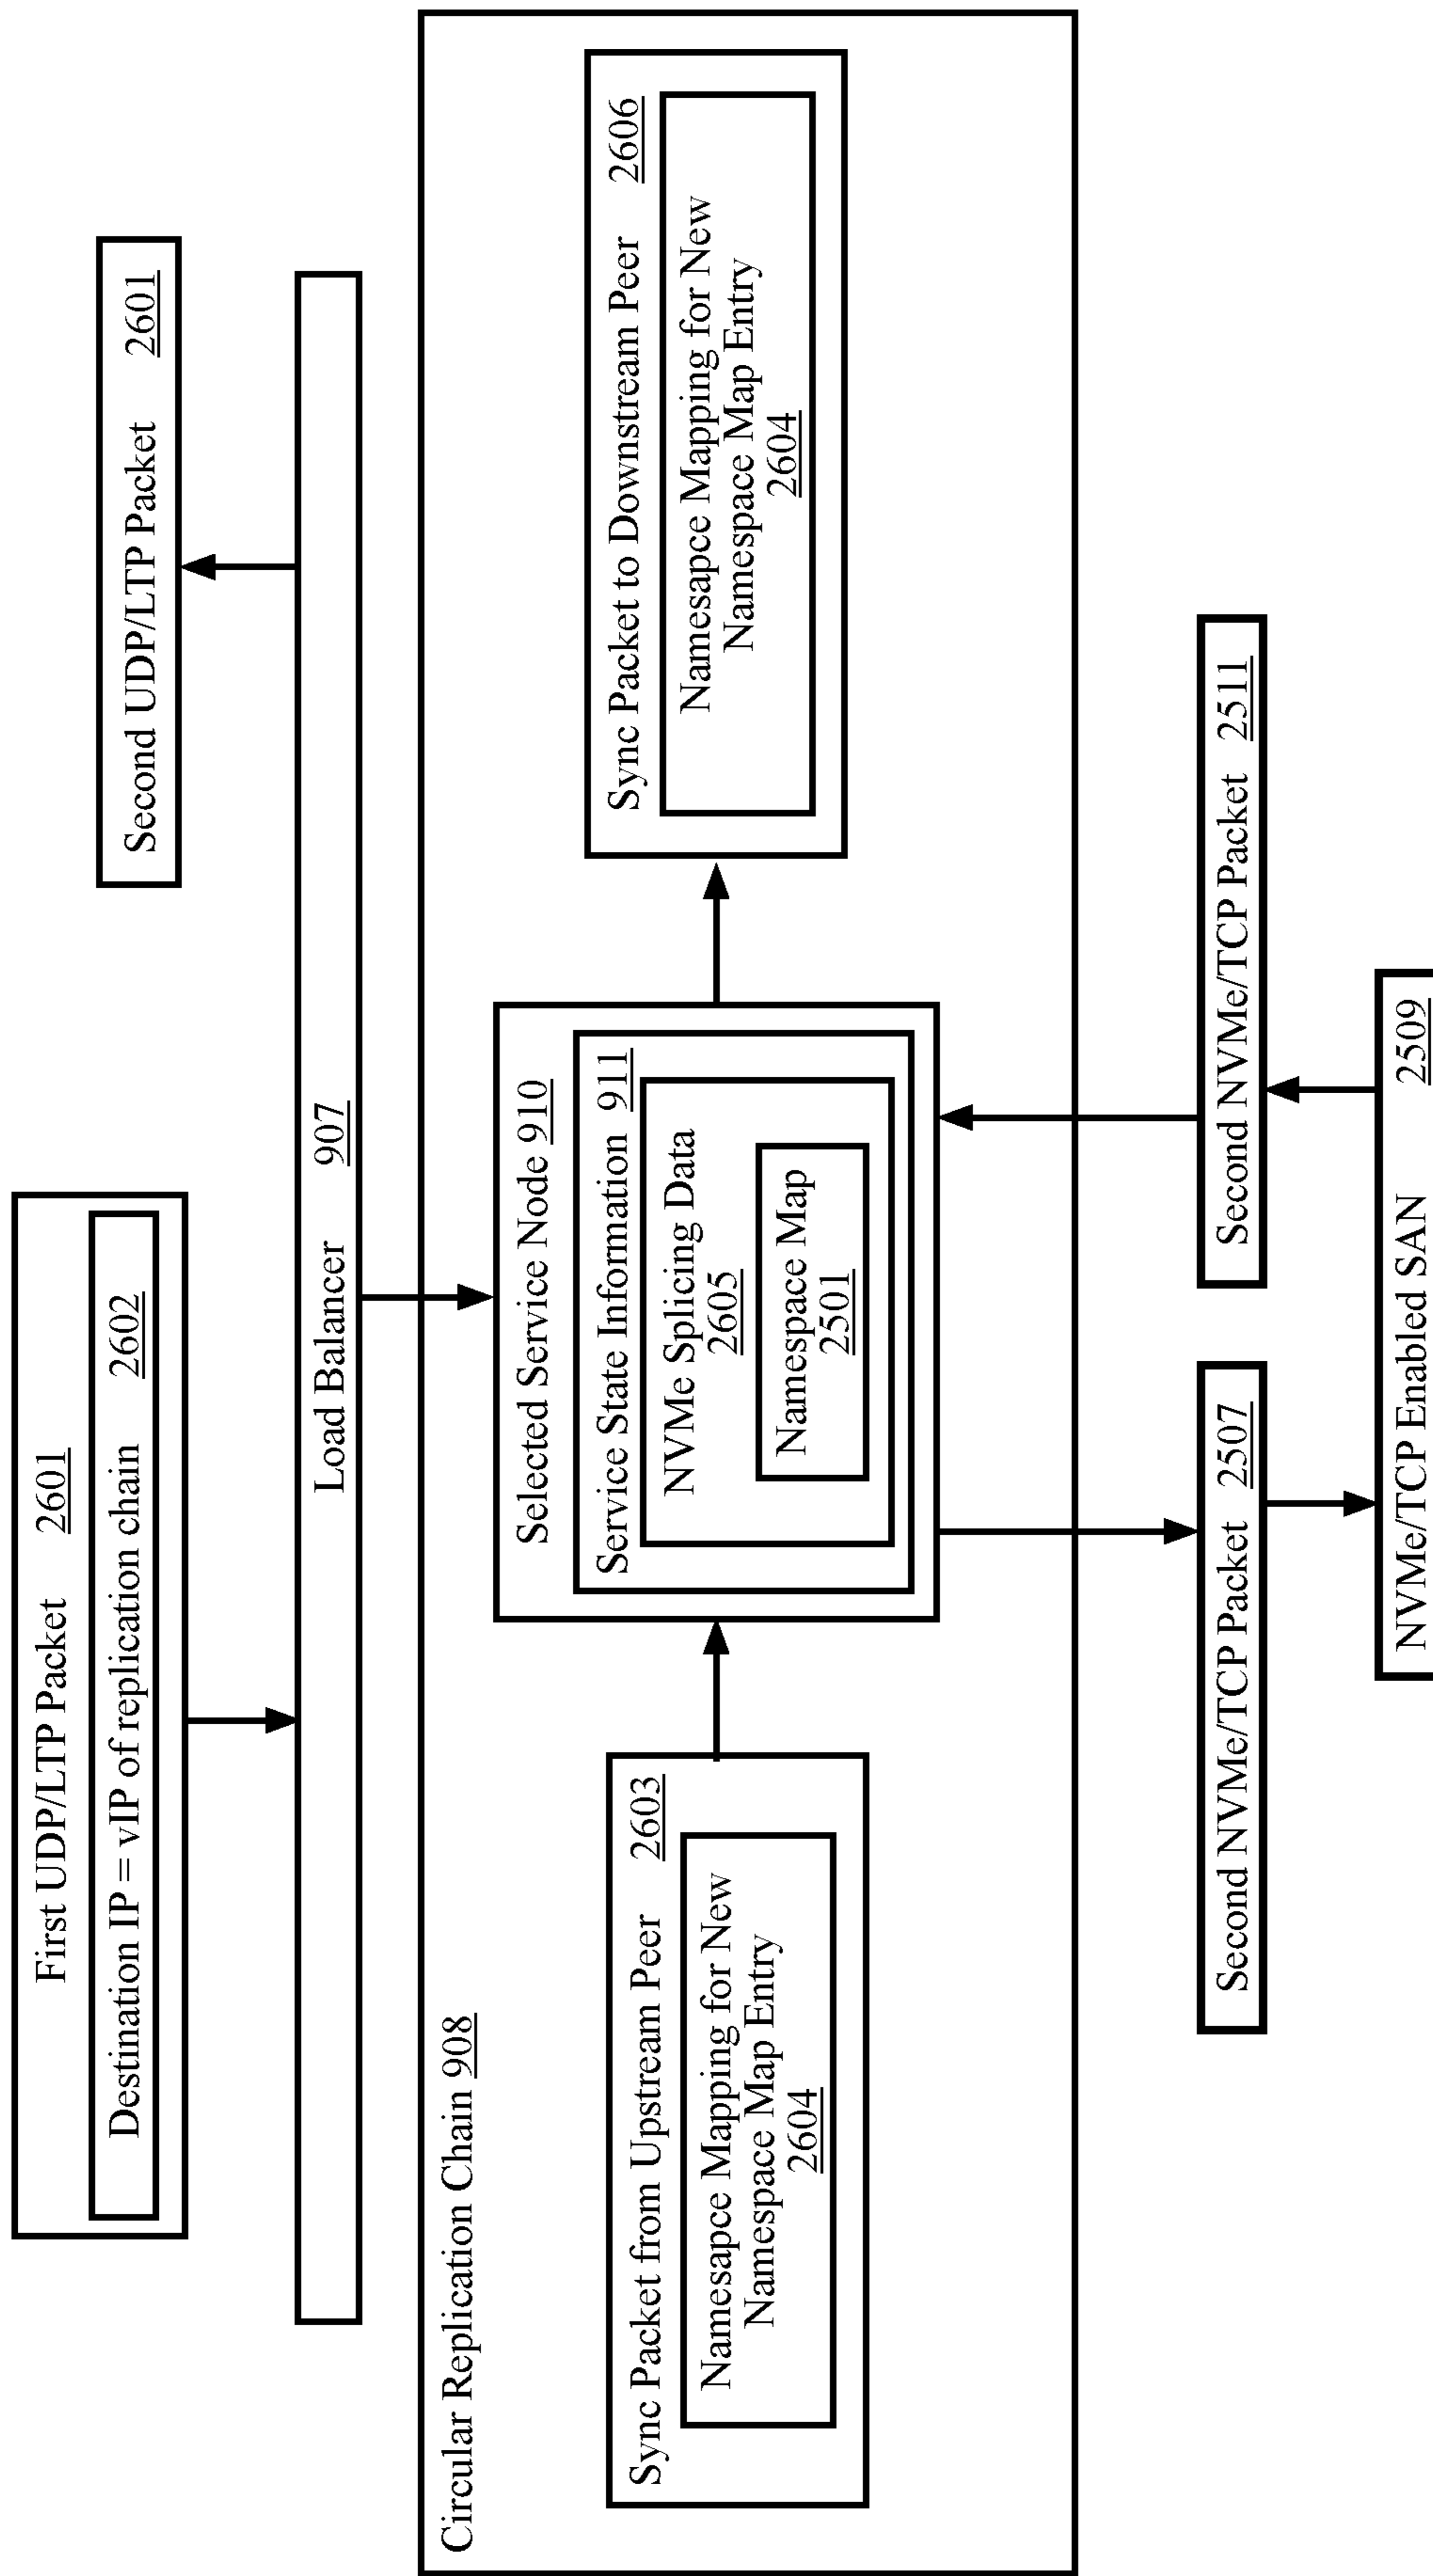 First UDP/LTP Packet 2601
Destination IP = vIP of replication chain 2602
Second UDP/LTP Packet 2601
Load Balancer 907
Circular Replication Chain 908
Sync Packet from Upstream Peer 2603
Namesapce Mapping for New
Namespace Map Entry
2604
Selected Service Node 910
Service State Information 911
NVMe Splicing Data
2605
Namespace Map
2501
Sync Packet to Downstream Peer 2606
Namesapce Mapping for New
Namespace Map Entry
2604
Second NVMe/TCP Packet 2507
Second NVMe/TCP Packet 2511
NVMe/TCP Enabled SAN 2509